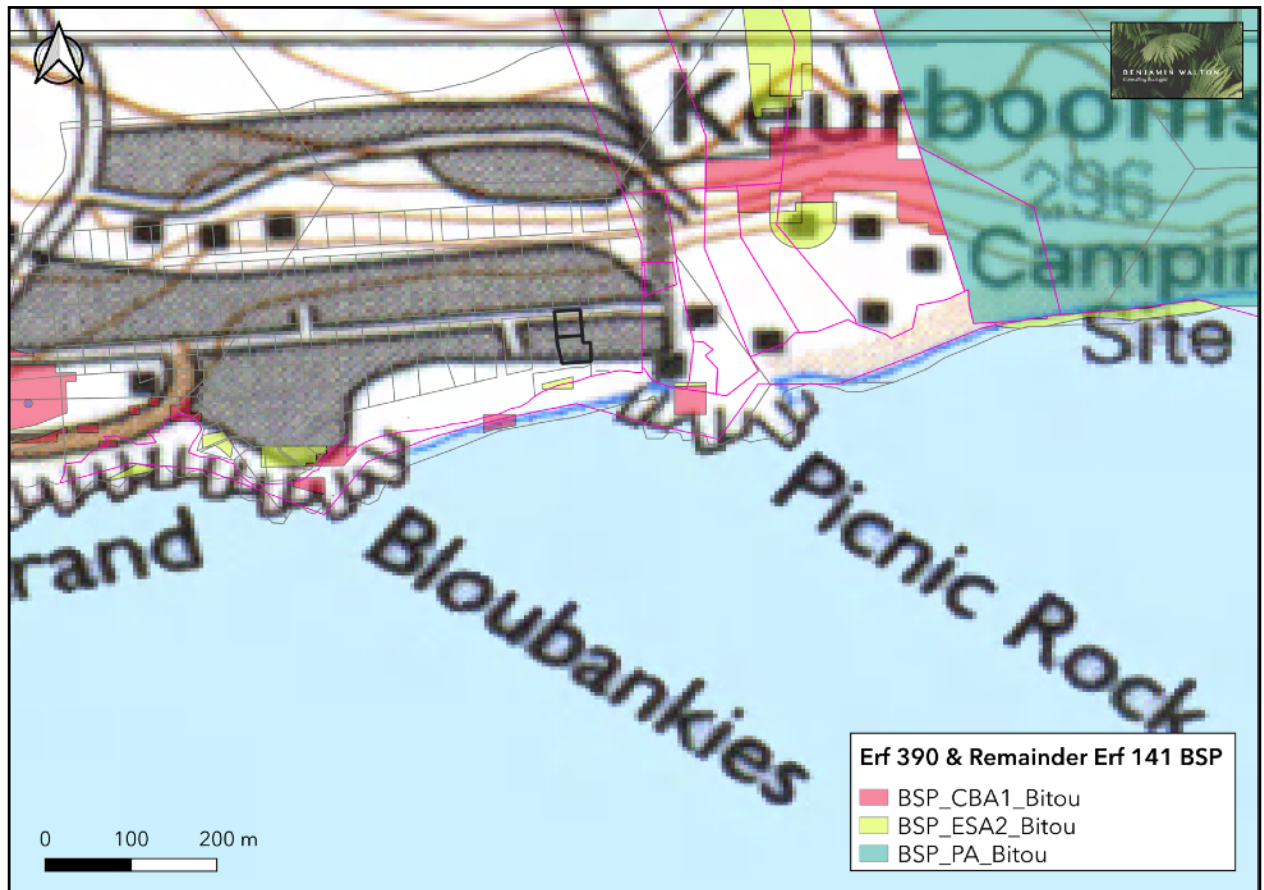 BENJAMIN WALTON
Keurbooms
296
Campin
Site
rand
Bloubankies
Picnic Rock
Erf 390 & Remainder Erf 141 BSP
BSP_CBA1_Bitou
BSP_ESA2_Bitou
BSP_PA_Bitou
0 100 200 m